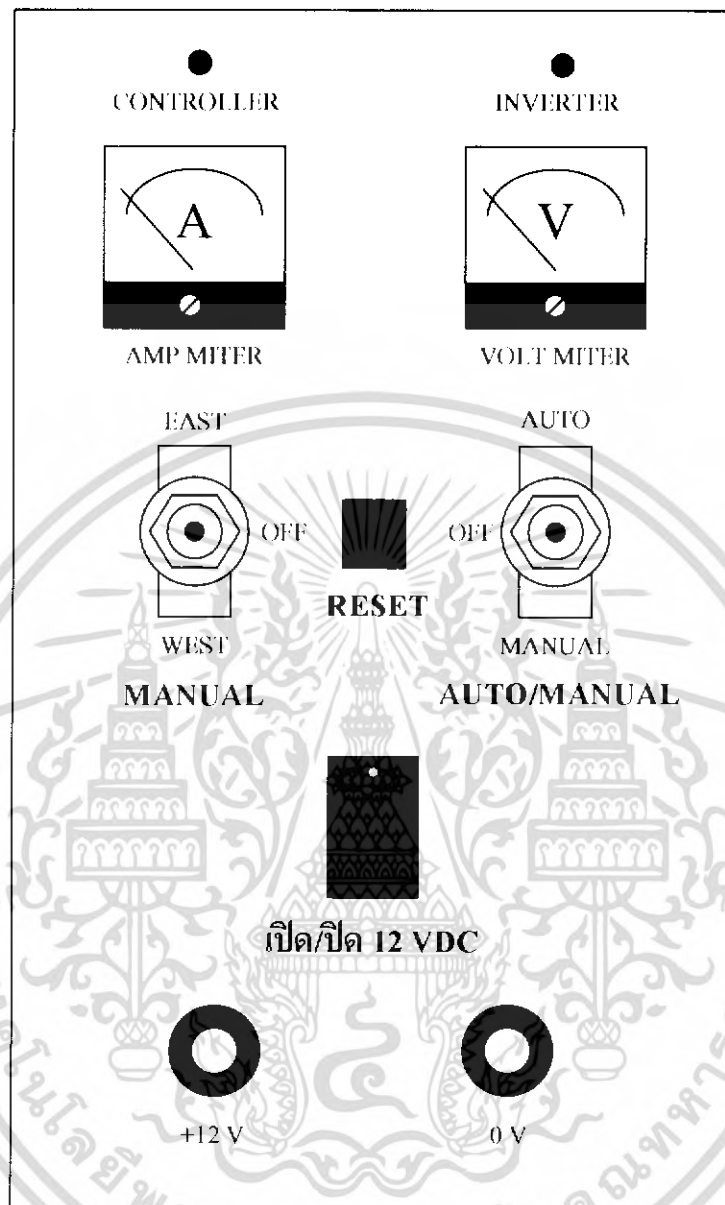 CONTROLLER INVERTER
A V
AMP MITER VOLT MITER
EAST AUTO
OFF OFF
RESET
WEST MANUAL
MANUAL AUTO/MANUAL
เปิด/ปิด 12 VDC
+12 V 0 V